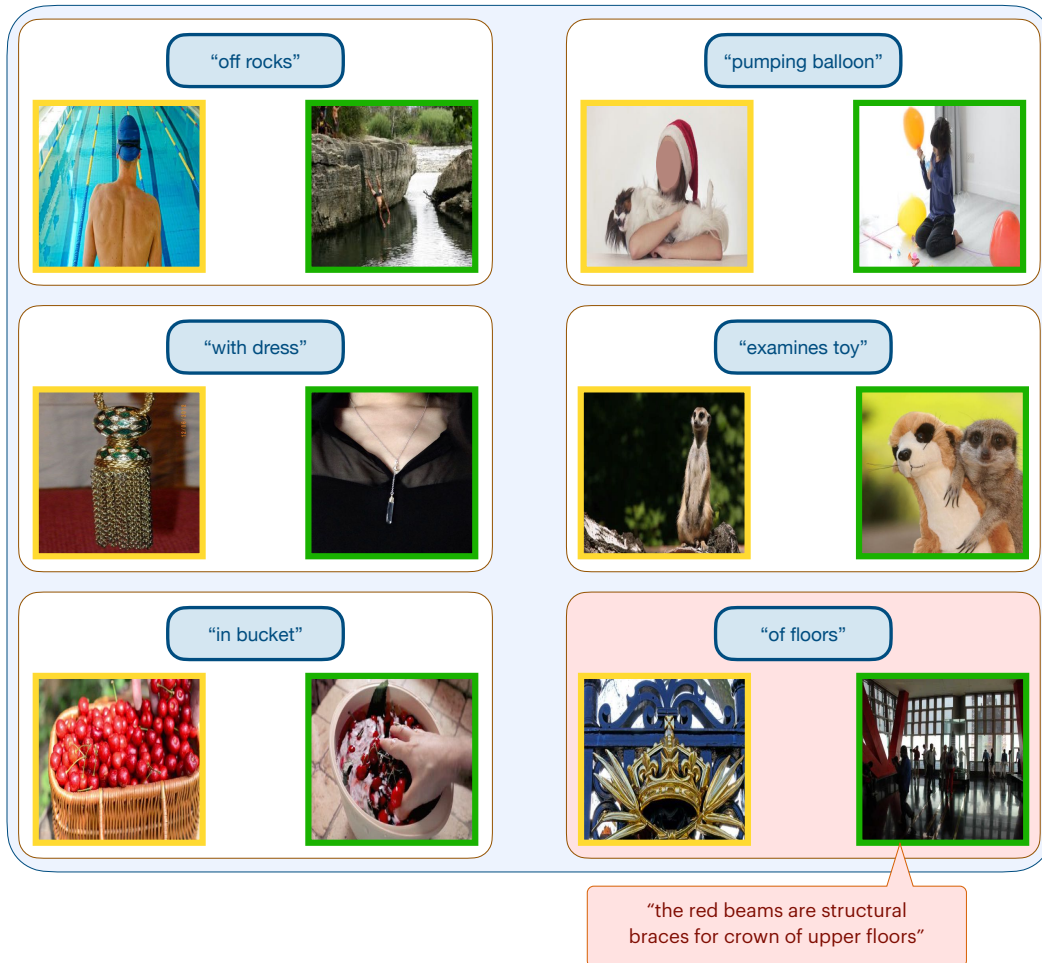 “off rocks”
“pumping balloon”
“with dress”
“examines toy”
“in bucket”
“of floors”
“the red beams are structural
braces for crown of upper floors”